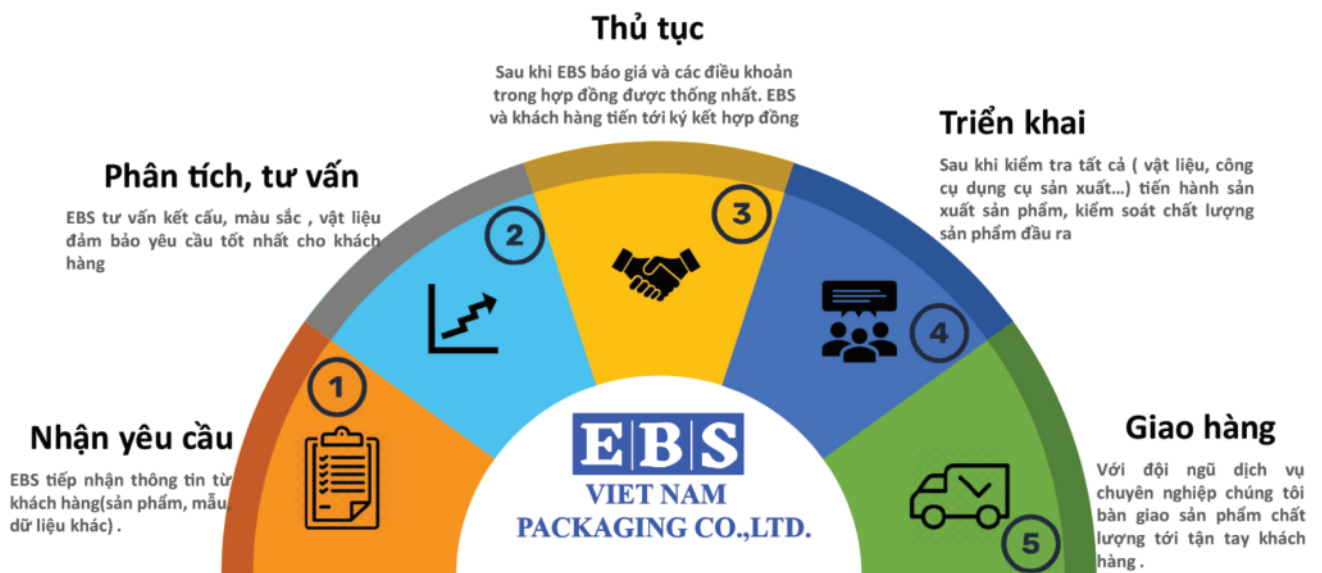 Thủ tục
Sau khi EBS báo giá và các điều khoản
trong hợp đồng được thống nhất. EBS
và khách hàng tiến tới ký kết hợp đồng
Triển khai
Sau khi kiểm tra tất cả ( vật liệu, công
cụ dụng cụ sản xuất...) tiến hành sản
xuất sản phẩm, kiểm soát chất lượng
sản phẩm đầu ra
Phân tích, tư vấn
EBS tư vấn kết cấu, màu sắc , vật liệu
đảm bảo yêu cầu tốt nhất cho khách
hàng
3
2
4
1
Nhận yêu cầu
EBS tiếp nhận thông tin từ
khách hàng(sản phẩm, mẫu,
dữ liệu khác) .
EBS
VIET NAM
PACKAGING CO.,LTD.
Giao hàng
Với đội ngũ dịch vụ
chuyên nghiệp chúng tôi
bàn giao sản phẩm chất
lượng tới tận tay khách
hàng .
5